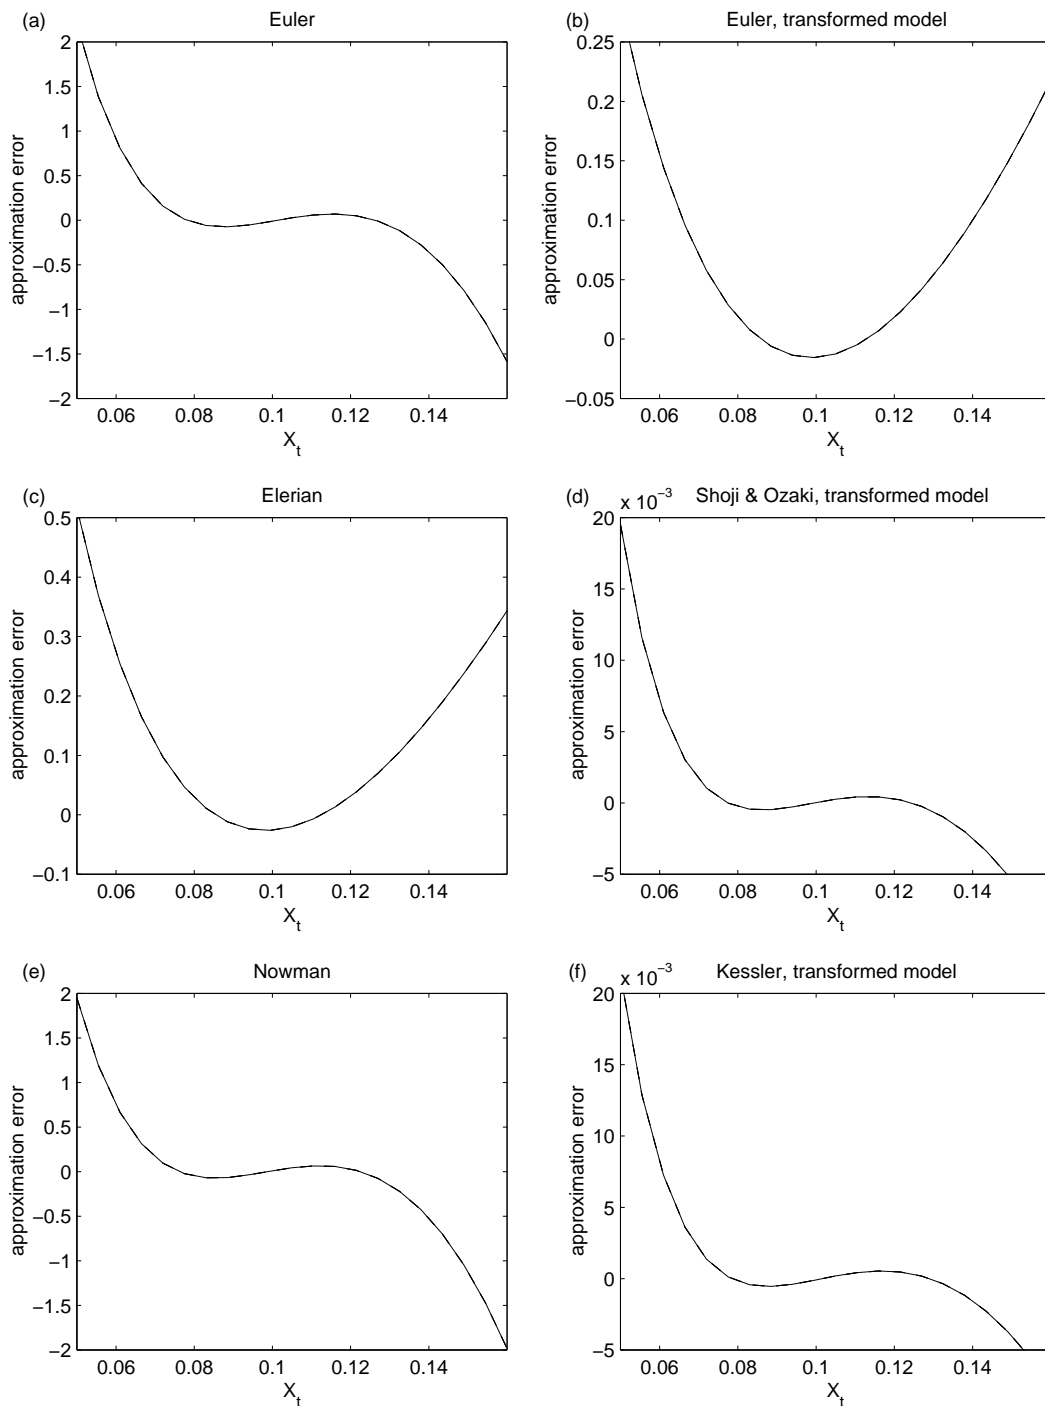 (a) Euler
2
1.5
1
0.5
0
−0.5
−1
−1.5
−2
approximation error
0.06 0.08 0.1 0.12 0.14
X_t
(b) Euler, transformed model
0.25
0.2
0.15
0.1
0.05
0
−0.05
approximation error
0.06 0.08 0.1 0.12 0.14
X_t
(c) Elerian
0.5
0.4
0.3
0.2
0.1
0
−0.1
approximation error
0.06 0.08 0.1 0.12 0.14
X_t
(d) Shoji & Ozaki, transformed model
x 10⁻³
20
15
10
5
0
−5
approximation error
0.06 0.08 0.1 0.12 0.14
X_t
(e) Nowman
2
1.5
1
0.5
0
−0.5
−1
−1.5
−2
approximation error
0.06 0.08 0.1 0.12 0.14
X_t
(f) Kessler, transformed model
x 10⁻³
20
15
10
5
0
−5
approximation error
0.06 0.08 0.1 0.12 0.14
X_t